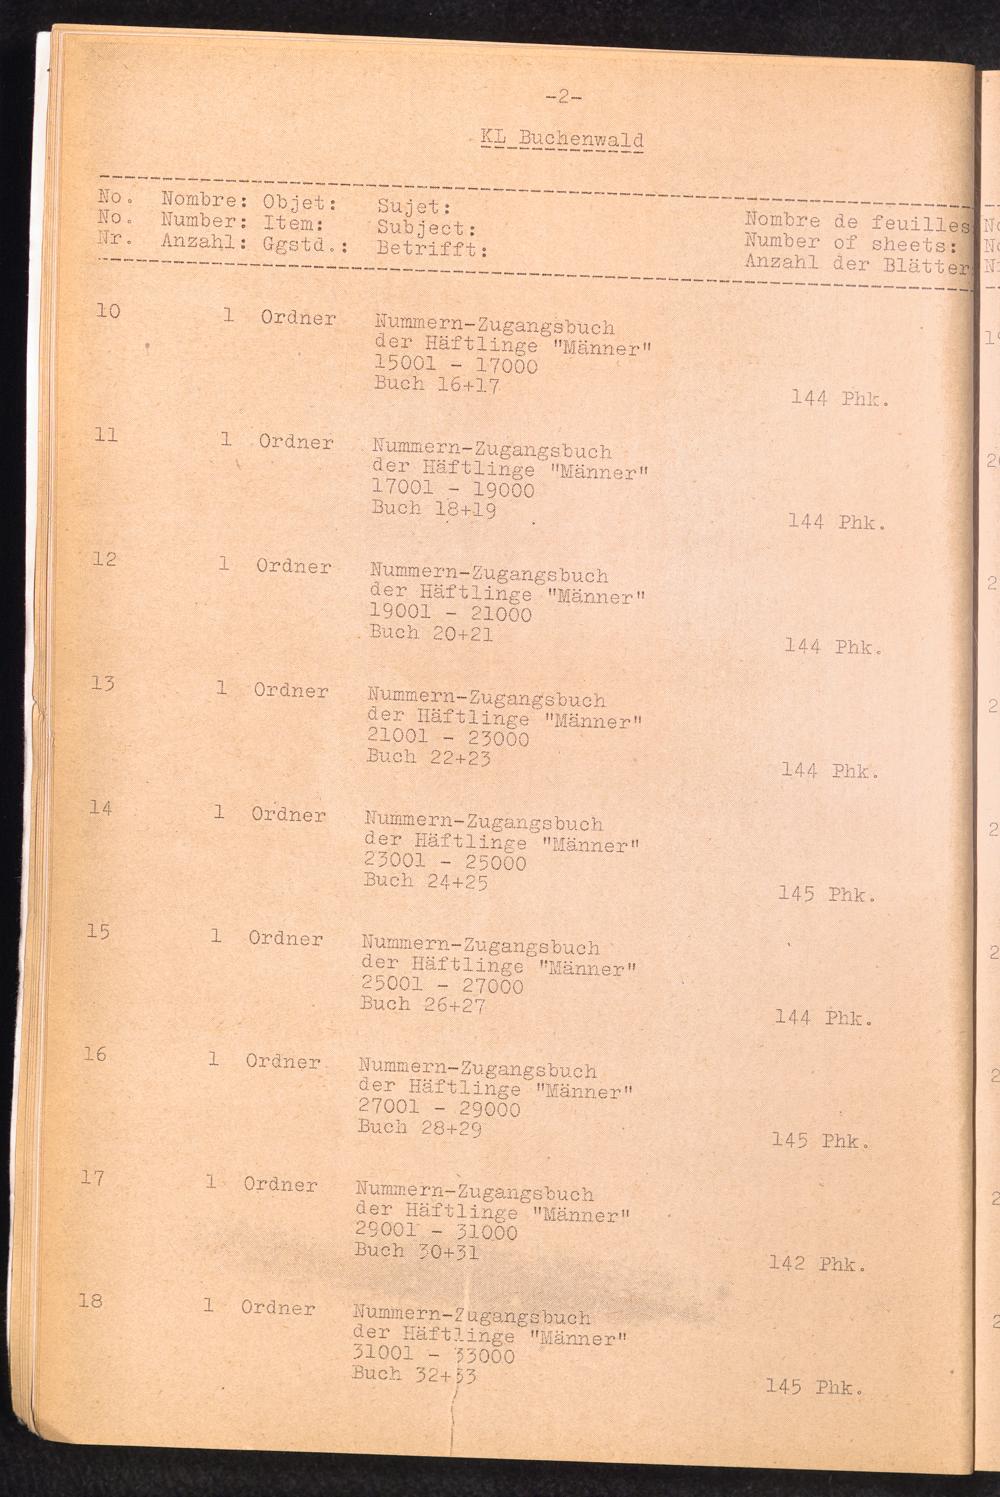 -2-
KL Buchenwald
No. Nombre: Objet: Sujet: Nombre de feuilles
No. Number: Item: Subject: Number of sheets:
Nr. Anzahl: Ggstd.: Betrifft: Anzahl der Blätter
10 1 Ordner Nummern-Zugangsbuch
der Häftlinge "Männer"
15001 - 17000
Buch 16+17 144 Phk.
11 1 Ordner Nummern-Zugangsbuch
der Häftlinge "Männer"
17001 - 19000
Buch 18+19 144 Phk.
12 1 Ordner Nummern-Zugangsbuch
der Häftlinge "Männer"
19001 - 21000
Buch 20+21 144 Phk.
13 1 Ordner Nummern-Zugangsbuch
der Häftlinge "Männer"
21001 - 23000
Buch 22+23 144 Phk.
14 1 Ordner Nummern-Zugangsbuch
der Häftlinge "Männer"
23001 - 25000
Buch 24+25 145 Phk.
15 1 Ordner Nummern-Zugangsbuch
der Häftlinge "Männer"
25001 - 27000
Buch 26+27 144 Phk.
16 1 Ordner Nummern-Zugangsbuch
der Häftlinge "Männer"
27001 - 29000
Buch 28+29 145 Phk.
17 1 Ordner Nummern-Zugangsbuch
der Häftlinge "Männer"
29001 - 31000
Buch 30+31 142 Phk.
18 1 Ordner Nummern-Zugangsbuch
der Häftlinge "Männer"
31001 - 33000
Buch 32+33 145 Phk.